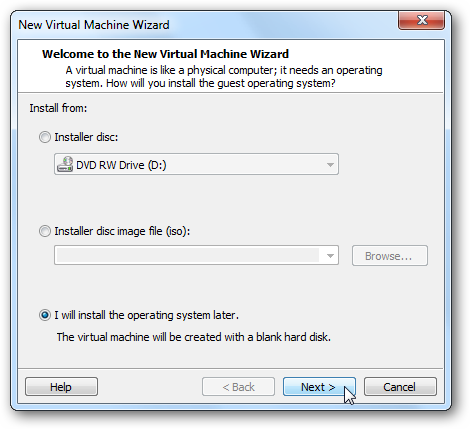 New Virtual Machine Wizard
Welcome to the New Virtual Machine Wizard
A virtual machine is like a physical computer; it needs an operating
system. How will you install the guest operating system?
Install from:
Installer disc:
DVD RW Drive (D:)
Installer disc image file (iso):
Browse...
I will install the operating system later.
The virtual machine will be created with a blank hard disk.
Help < Back Next > Cancel